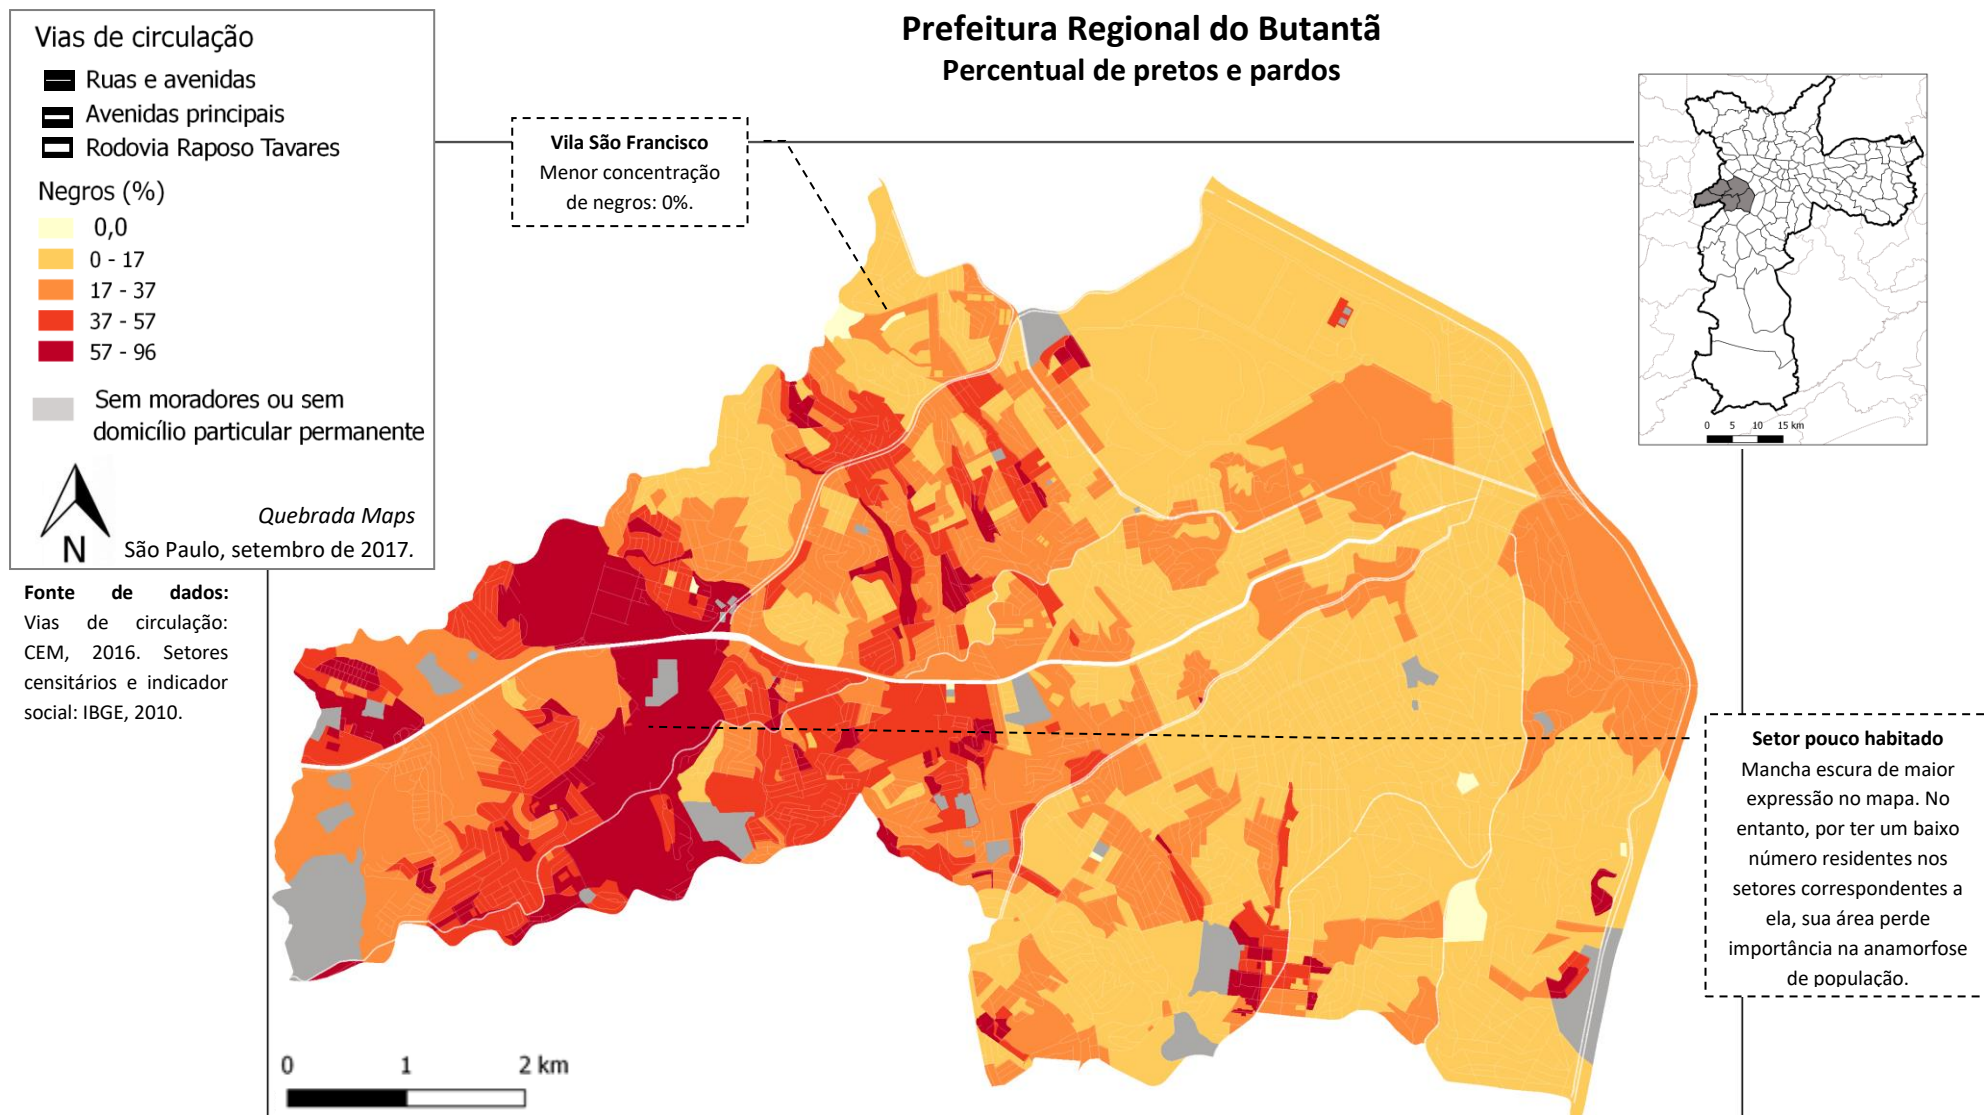 Prefeitura Regional do Butantã
Percentual de pretos e pardos
Vias de circulação
Ruas e avenidas
Avenidas principais
Rodovia Raposo Tavares
Negros (%)
0,0
0 - 17
17 - 37
37 - 57
57 - 96
Sem moradores ou sem
domicílio particular permanente
N
Quebrada Maps
São Paulo, setembro de 2017.
Fonte de dados:
Vias de circulação:
CEM, 2016. Setores
censitários e indicador
social: IBGE, 2010.
Vila São Francisco
Menor concentração
de negros: 0%.
0 5 10 15 km
Setor pouco habitado
Mancha escura de maior
expressão no mapa. No
entanto, por ter um baixo
número residentes nos
setores correspondentes a
ela, sua área perde
importância na anamorfose
de população.
0 1 2 km